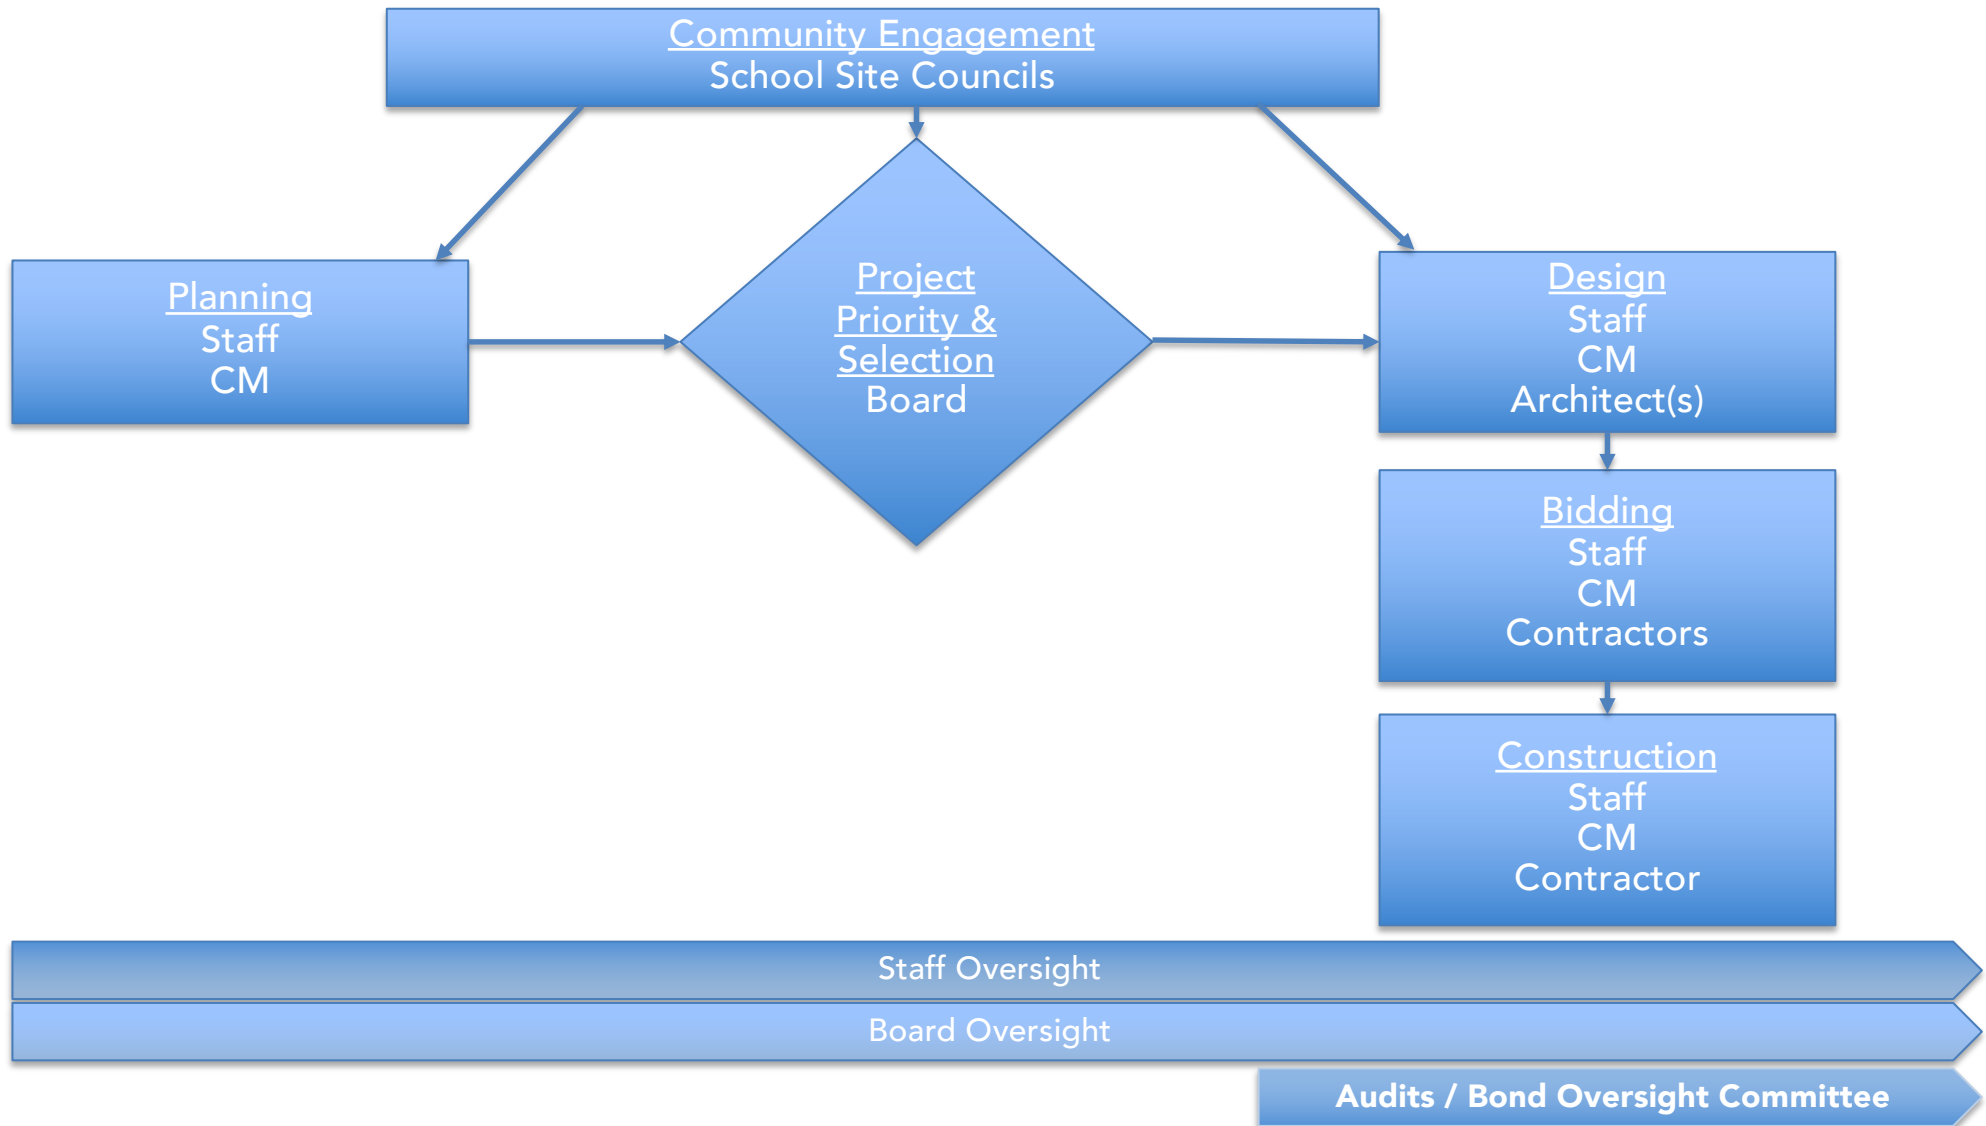 Community Engagement
School Site Councils
Planning
Staff
CM
Project
Priority &
Selection
Board
Design
Staff
CM
Architect(s)
Bidding
Staff
CM
Contractors
Construction
Staff
CM
Contractor
Staff Oversight
Board Oversight
Audits / Bond Oversight Committee